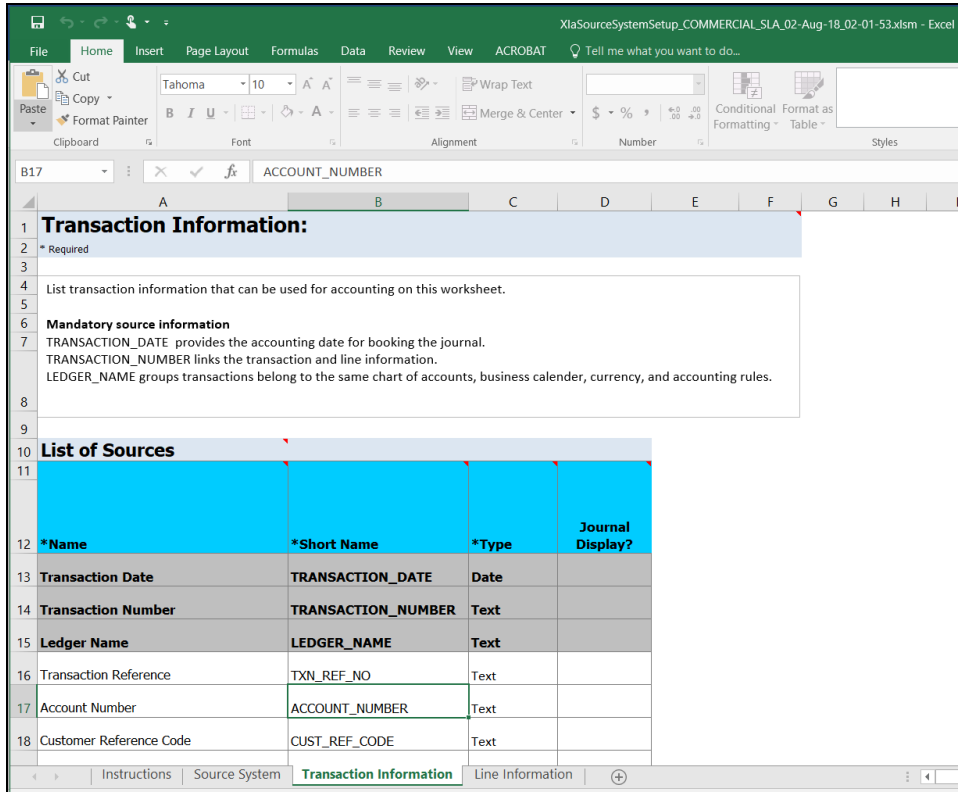 XlaSourceSystemSetup_COMMERCIAL_SLA_02-Aug-18_02-01-53.xlsm - Excel
File Home Insert Page Layout Formulas Data Review View ACROBAT Tell me what you want to do...
Paste Cut Copy Format Painter
Tahoma 10 A A Wrap Text
B I U A Merge & Center $ % , .00 .0
Conditional Formatting Format as Table
Clipboard Font Alignment Number Styles
B17 fx ACCOUNT_NUMBER
A B C D E F G H
1 Transaction Information:
2 * Required
3
4 List transaction information that can be used for accounting on this worksheet.
5
6 Mandatory source information
7 TRANSACTION_DATE provides the accounting date for booking the journal.
TRANSACTION_NUMBER links the transaction and line information.
LEDGER_NAME groups transactions belong to the same chart of accounts, business calender, currency, and accounting rules.
8
9
10 List of Sources
11
12 *Name *Short Name *Type Journal Display?
13 Transaction Date TRANSACTION_DATE Date
14 Transaction Number TRANSACTION_NUMBER Text
15 Ledger Name LEDGER_NAME Text
16 Transaction Reference TXN_REF_NO Text
17 Account Number ACCOUNT_NUMBER Text
18 Customer Reference Code CUST_REF_CODE Text
Instructions Source System Transaction Information Line Information